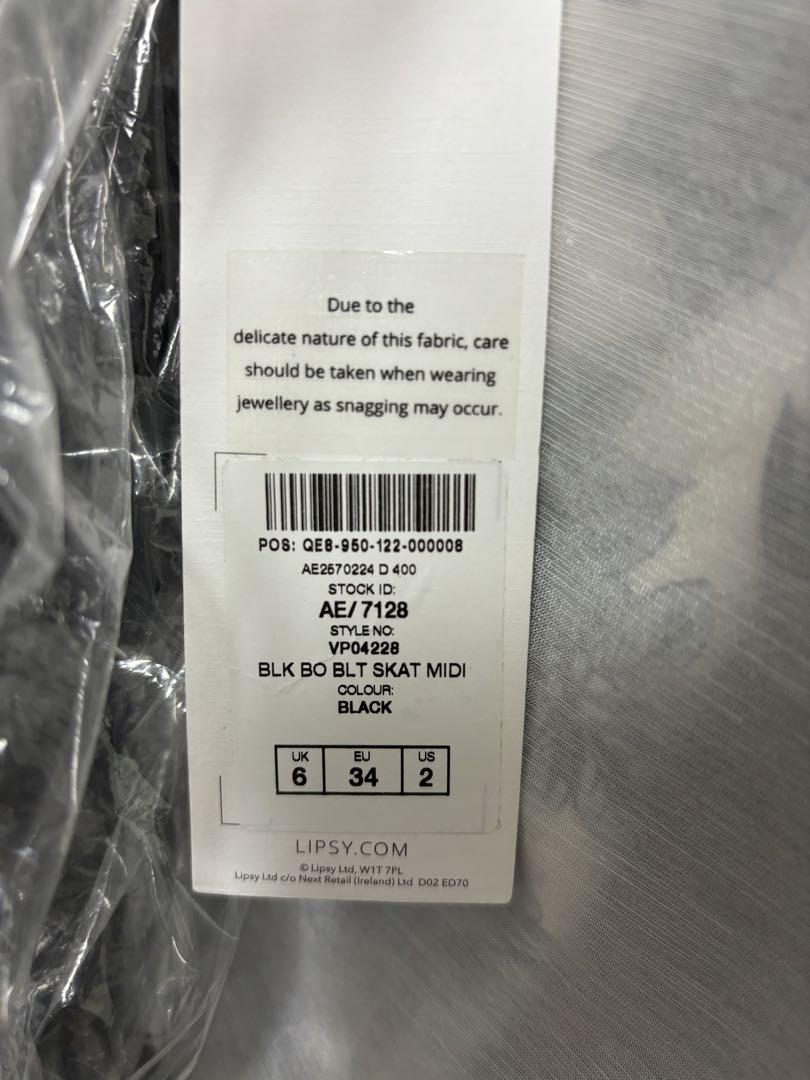 Due to the
delicate nature of this fabric, care
should be taken when wearing
jewellery as snagging may occur.
POS: QE8-950-122-000008
AE2570224 D 400
STOCK ID:
AE/ 7128
STYLE NO:
VP04228
BLK BO BLT SKAT MIDI
COLOUR:
BLACK
UK EU US
6 34 2
LIPSY.COM
© Lipsy Ltd, W1T 7PL
Lipsy Ltd c/o Next Retail (Ireland) Ltd D02 ED70